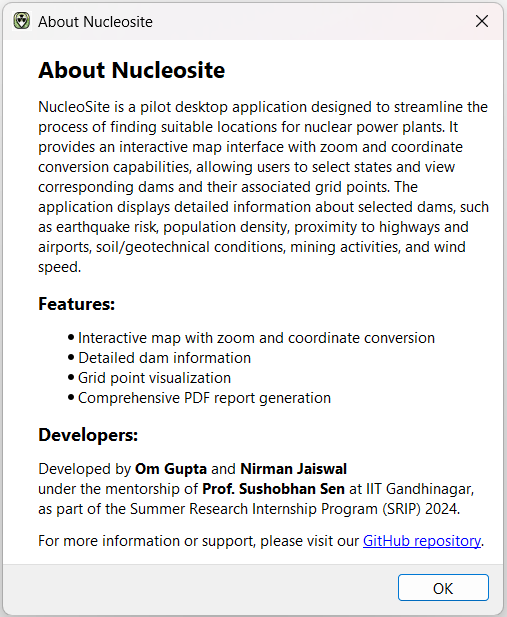 About Nucleosite
About Nucleosite
NucleoSite is a pilot desktop application designed to streamline the
process of finding suitable locations for nuclear power plants. It
provides an interactive map interface with zoom and coordinate
conversion capabilities, allowing users to select states and view
corresponding dams and their associated grid points. The
application displays detailed information about selected dams, such
as earthquake risk, population density, proximity to highways and
airports, soil/geotechnical conditions, mining activities, and wind
speed.
Features:
• Interactive map with zoom and coordinate conversion
• Detailed dam information
• Grid point visualization
• Comprehensive PDF report generation
Developers:
Developed by Om Gupta and Nirman Jaiswal
under the mentorship of Prof. Sushobhan Sen at IIT Gandhinagar,
as part of the Summer Research Internship Program (SRIP) 2024.
For more information or support, please visit our GitHub repository.
OK